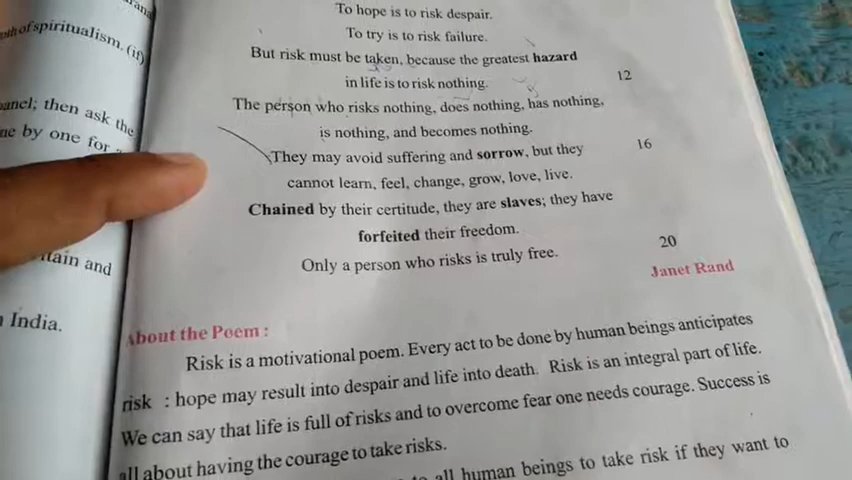 of spiritualism. (if)
then ask the
one by one for
and
India.
To hope is to risk despair.
To try is to risk failure.
But risk must be taken, because the greatest hazard
in life is to risk nothing.
12
The person who risks nothing, does nothing, has nothing,
is nothing, and becomes nothing.
They may avoid suffering and sorrow, but they
16
cannot learn, feel, change, grow, love, live.
Chained by their certitude, they are slaves; they have
forfeited their freedom.
20
Only a person who risks is truly free.
Janet Rand
About the Poem :
Risk is a motivational poem. Every act to be done by human beings anticipates
risk : hope may result into despair and life into death. Risk is an integral part of life.
We can say that life is full of risks and to overcome fear one needs courage. Success is
all about having the courage to take risks.
to all human beings to take risk if they want to